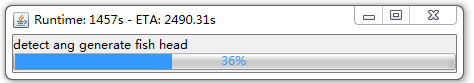 Runtime: 1457s - ETA: 2490.31s
detect ang generate fish head
36%